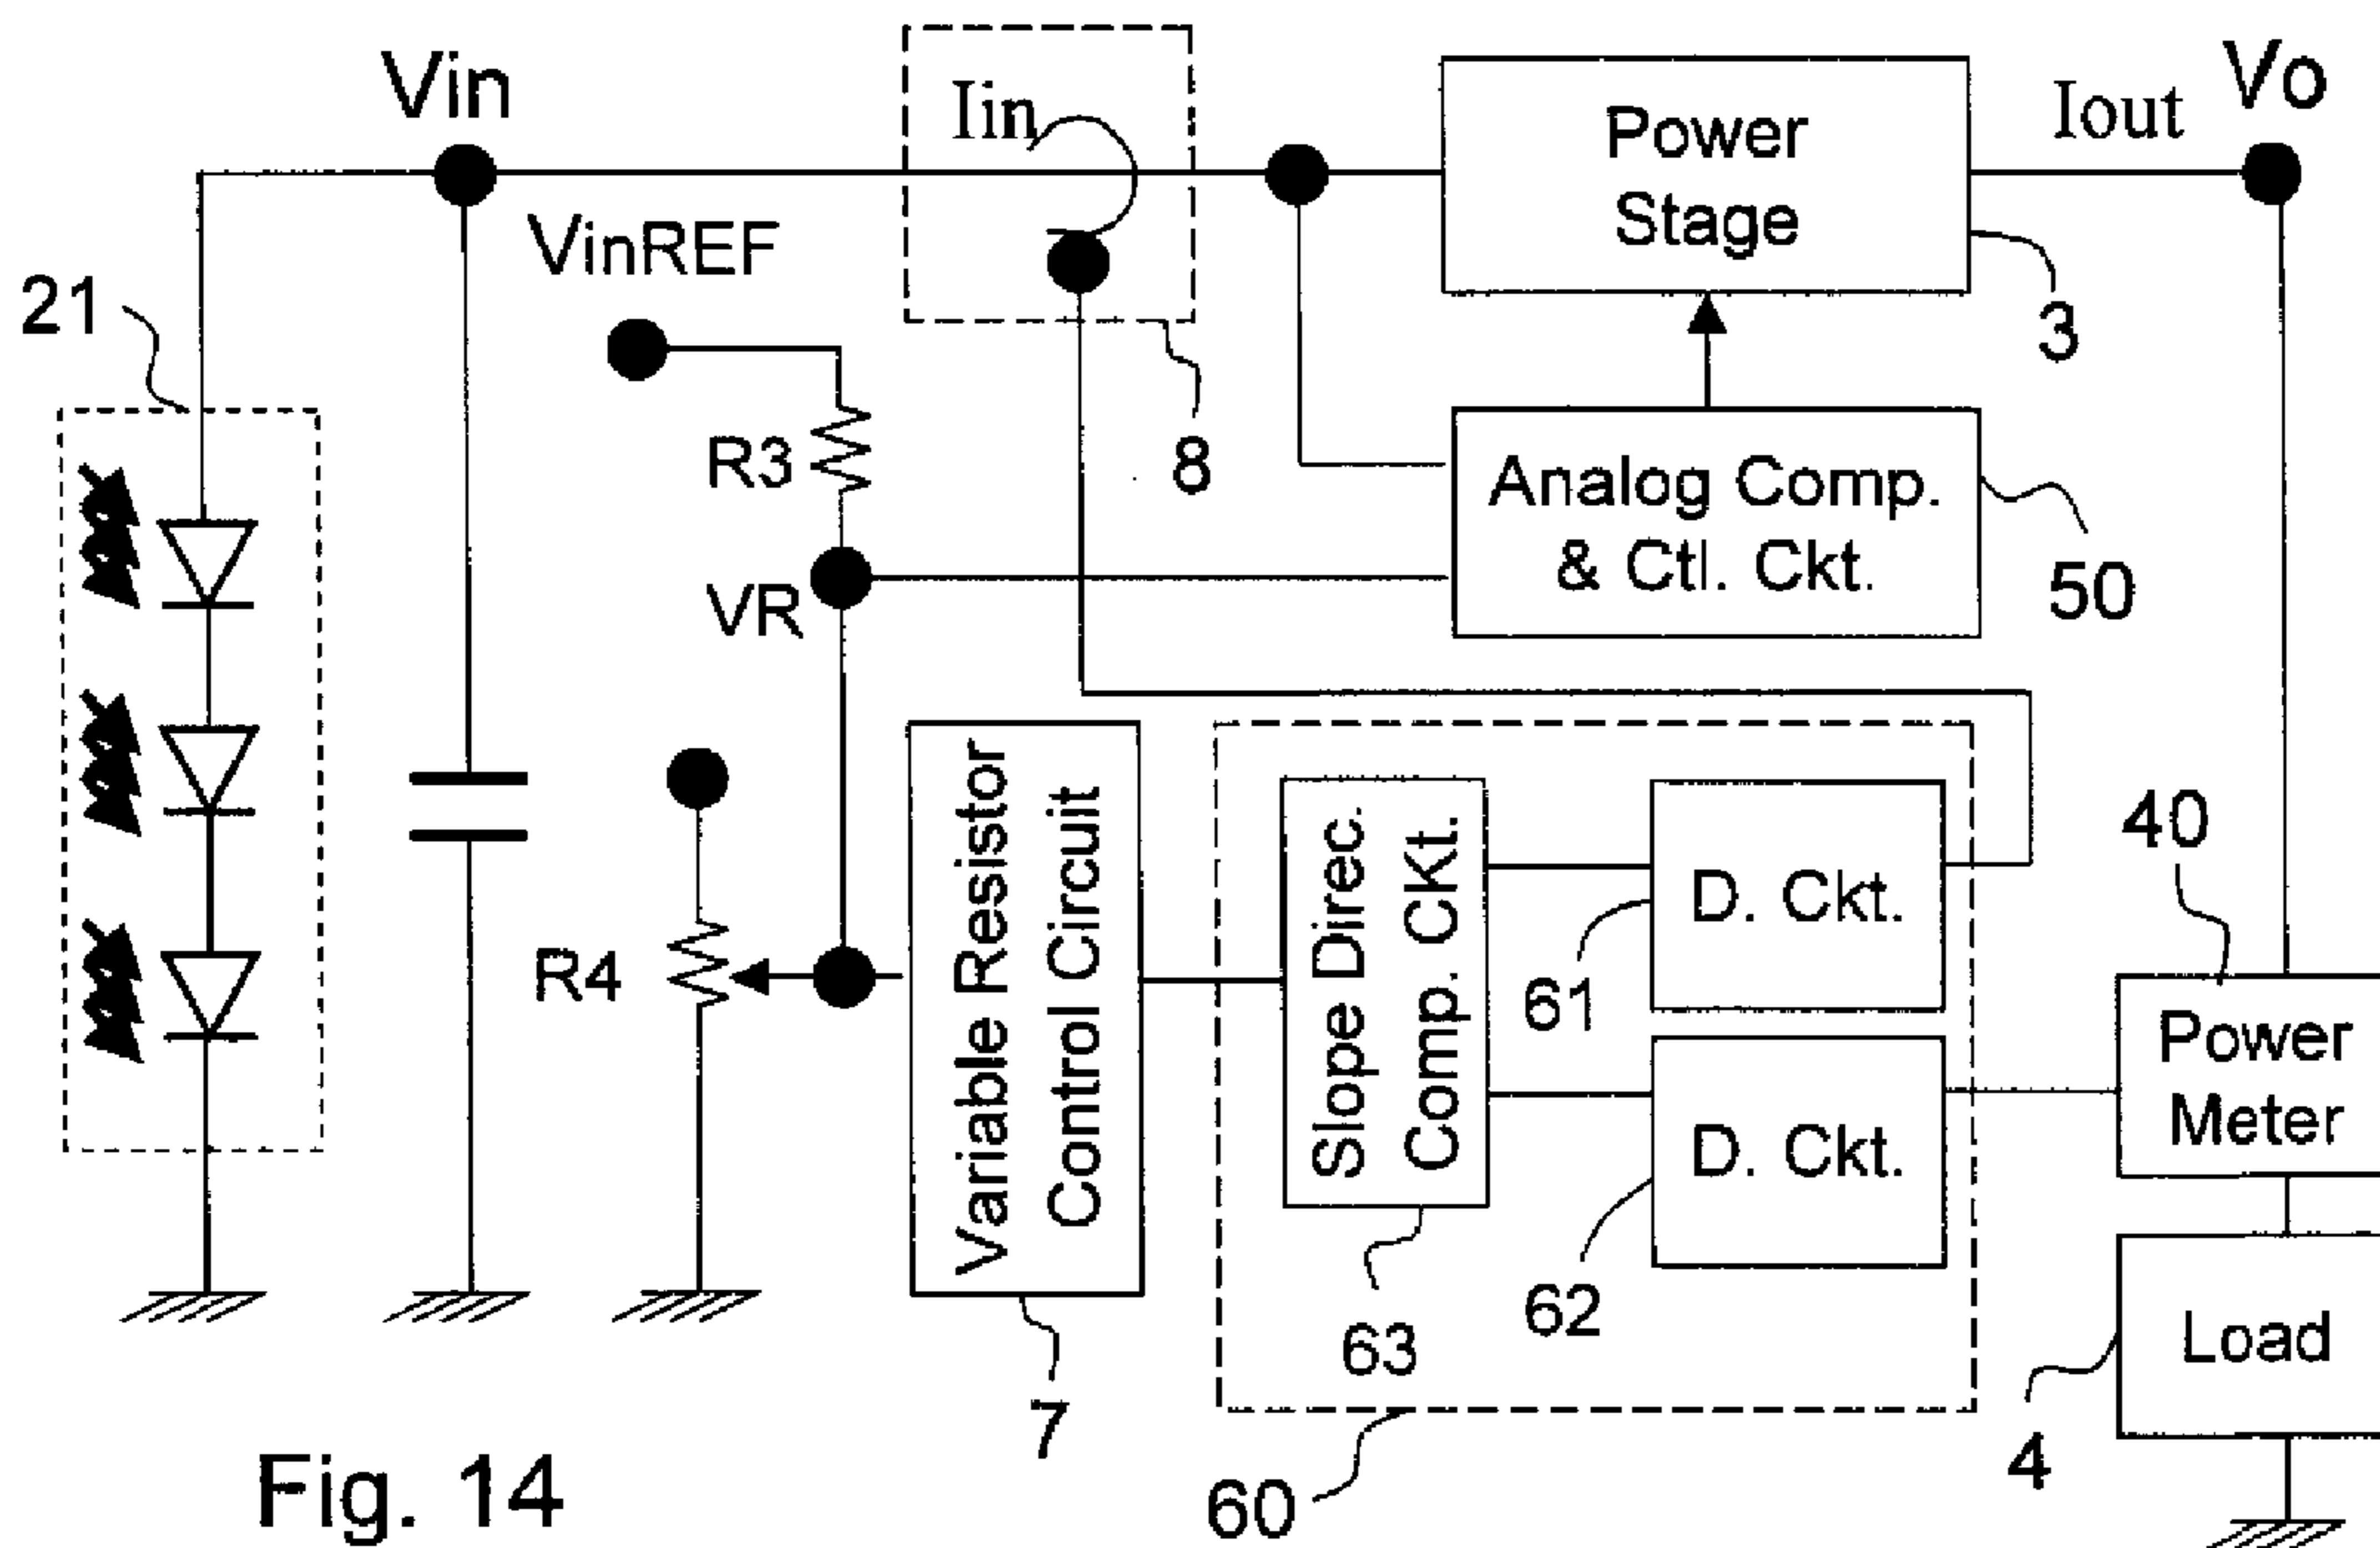 Vin
Iin
Power
Stage
Iout
Vo
VinREF
21
3
R3
8
Analog Comp.
& Ctl. Ckt.
50
VR
Variable Resistor
Control Circuit
Slope Direc.
Comp. CKt.
D. Ckt.
61
40
R4
D. Ckt.
62
Power
Meter
63
Load
7
4
60
Fig. 14